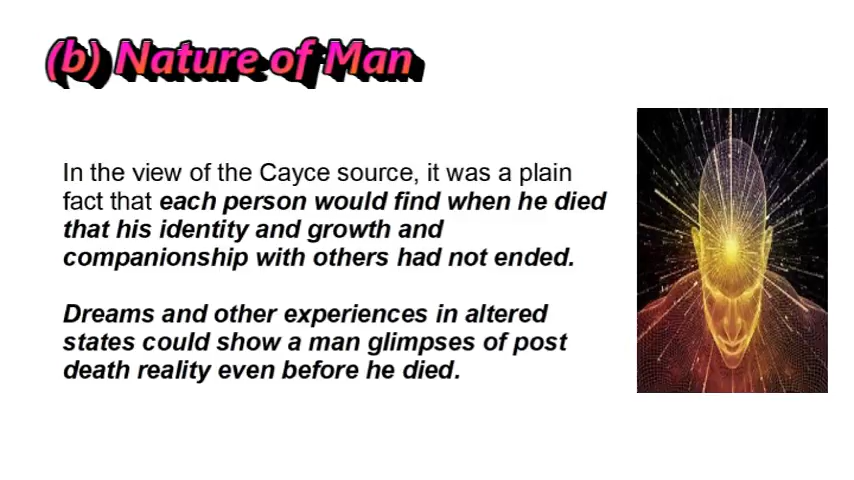 (b) Nature of Man
In the view of the Cayce source, it was a plain
fact that each person would find when he died
that his identity and growth and
companionship with others had not ended.
Dreams and other experiences in altered
states could show a man glimpses of post
death reality even before he died.